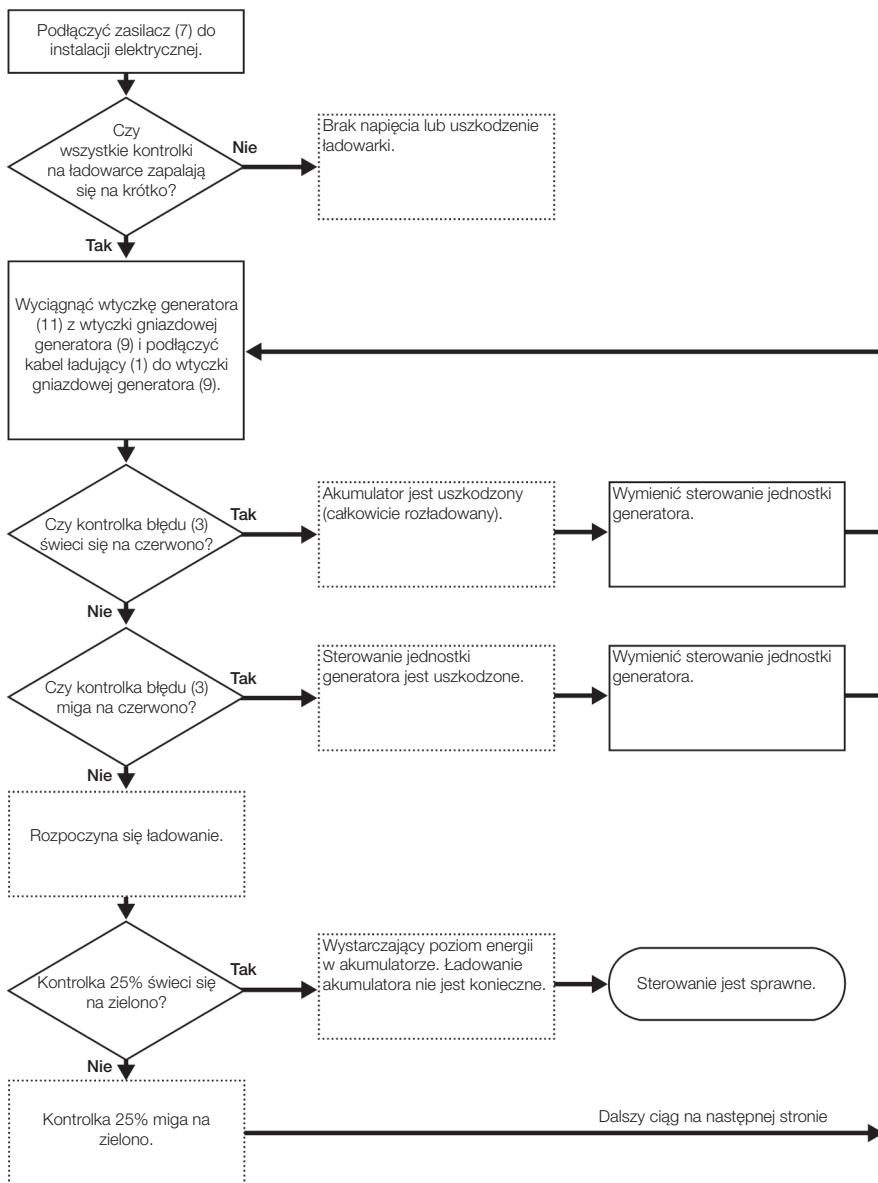 Podłączyć zasilacz (7) do
instalacji elektrycznej.
Czy
wszystkie kontrolki
na ładowarce zapalają
się na krótko?
Nie
Brak napięcia lub uszkodzenie
ładowarki.
Tak
Wyciągnąć wtyczkę generatora
(11) z wtyczki gniazdowej
generatora (9) i podłączyć
kabel ładujący (1) do wtyczki
gniazdowej generatora (9).
Czy kontrolka błędu (3)
świeci się na czerwono?
Tak
Akumulator jest uszkodzony
(całkowicie rozładowany).
Wymienić sterowanie jednostki
generatora.
Nie
Czy kontrolka błędu (3)
miga na czerwono?
Tak
Sterowanie jednostki
generatora jest uszkodzone.
Wymienić sterowanie jednostki
generatora.
Nie
Rozpoczyna się ładowanie.
Kontrolka 25% świeci się
na zielono?
Tak
Wystarczający poziom energii
w akumulatorze. Ładowanie
akumulatora nie jest konieczne.
Sterowanie jest sprawne.
Nie
Kontrolka 25% miga na
zielono.
Dalszy ciąg na następnej stronie